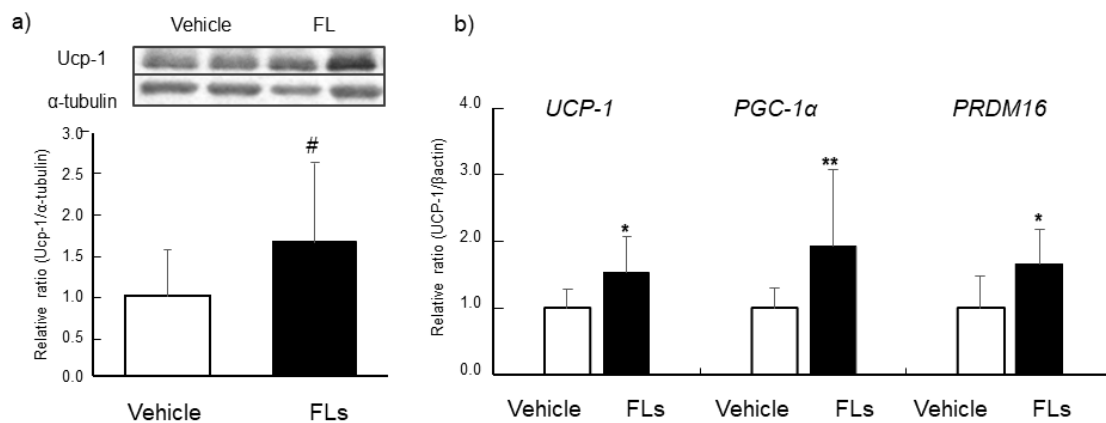 a)
Vehicle FL
Ucp-1
α-tubulin
#
Relative ratio (Ucp-1/α-tubulin)
3.0
2.5
2.0
1.5
1.0
0.5
0.0
Vehicle FLs
b)
UCP-1 PGC-1α PRDM16
Relative ratio (UCP-1/βactin)
4.0
3.0
2.0
1.0
0.0
* ** *
Vehicle FLs Vehicle FLs Vehicle FLs